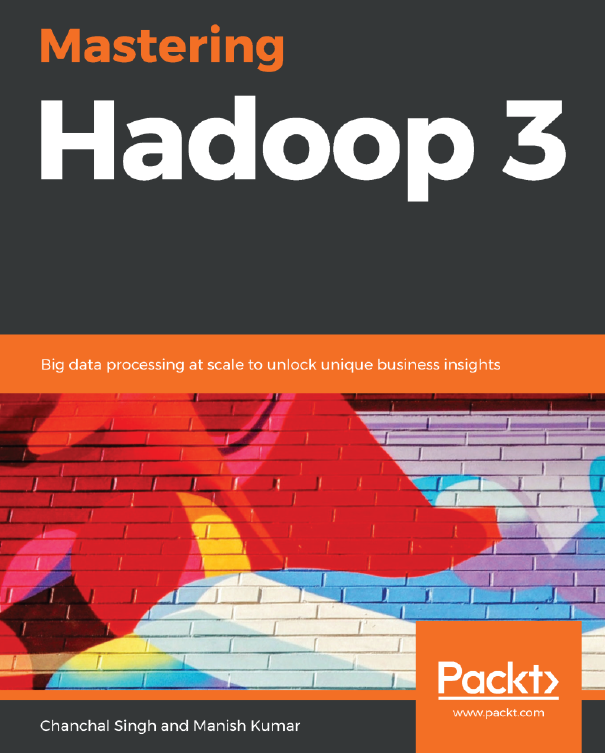 Mastering
Hadoop 3
Big data processing at scale to unlock unique business insights
Packt>
www.packt.com
Chanchal Singh and Manish Kumar